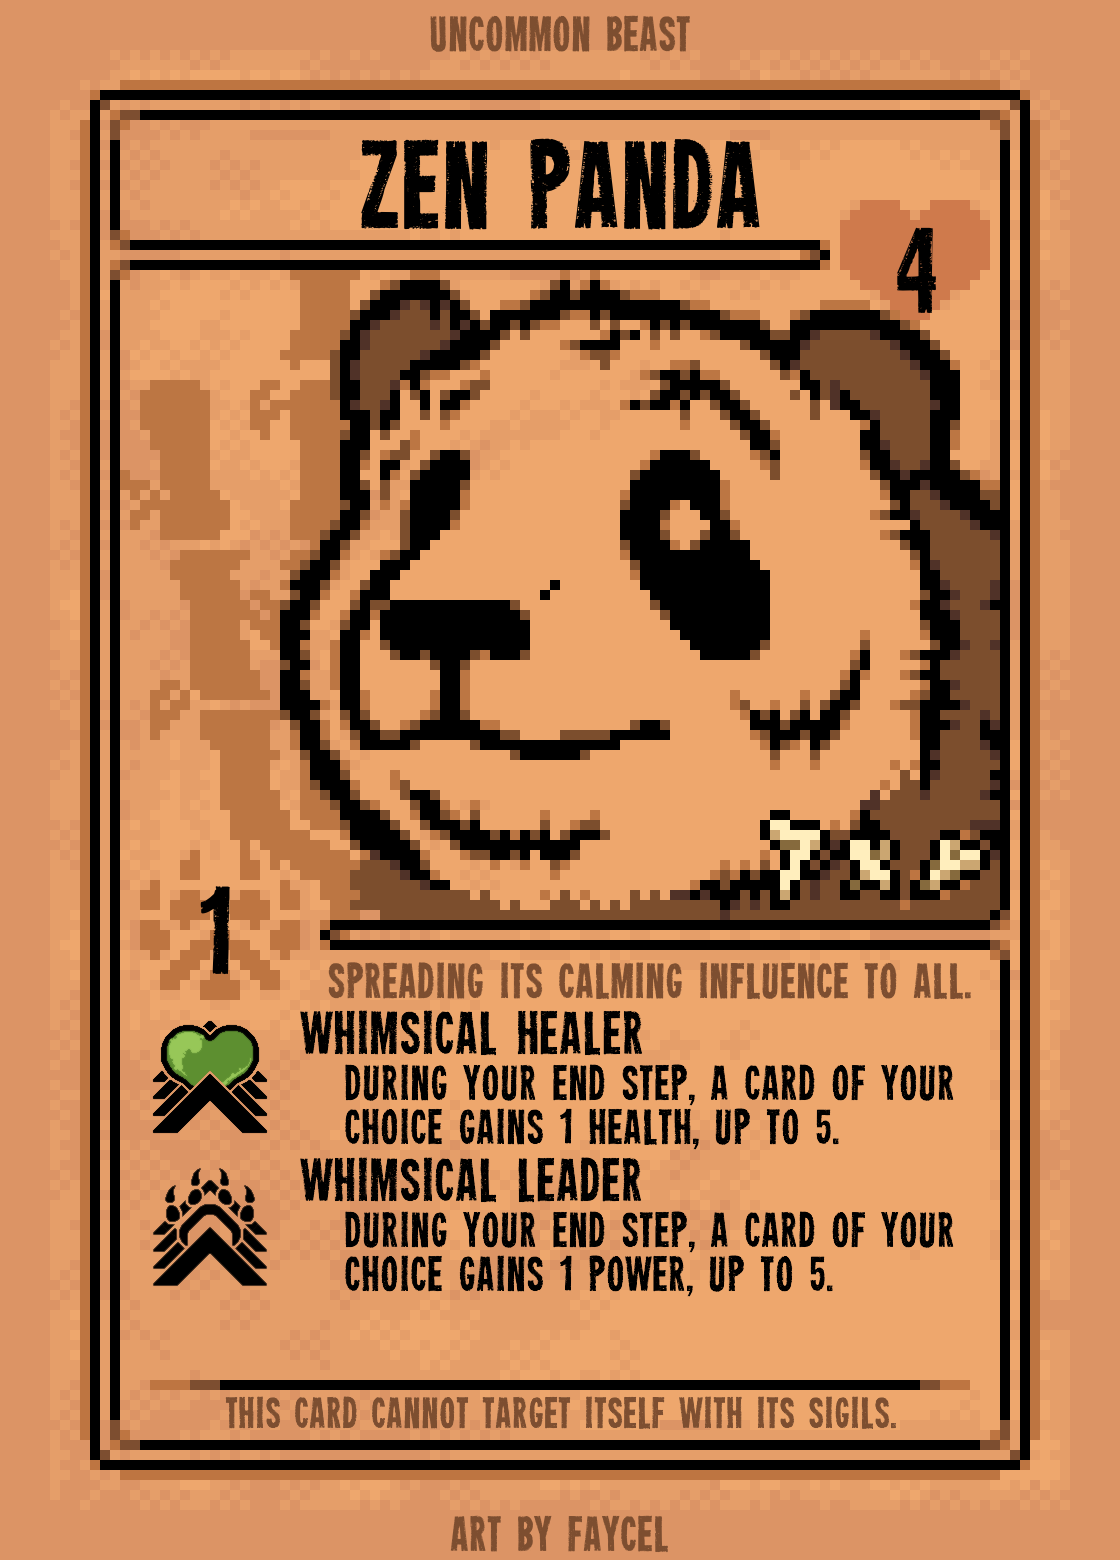 UNCOMMON BEAST
ZEN PANDA
4
1
SPREADING ITS CALMING INFLUENCE TO ALL.
WHIMSICAL HEALER
DURING YOUR END STEP, A CARD OF YOUR
CHOICE GAINS 1 HEALTH, UP TO 5.
WHIMSICAL LEADER
DURING YOUR END STEP, A CARD OF YOUR
CHOICE GAINS 1 POWER, UP TO 5.
THIS CARD CANNOT TARGET ITSELF WITH ITS SIGILS.
ART BY FAYCEL